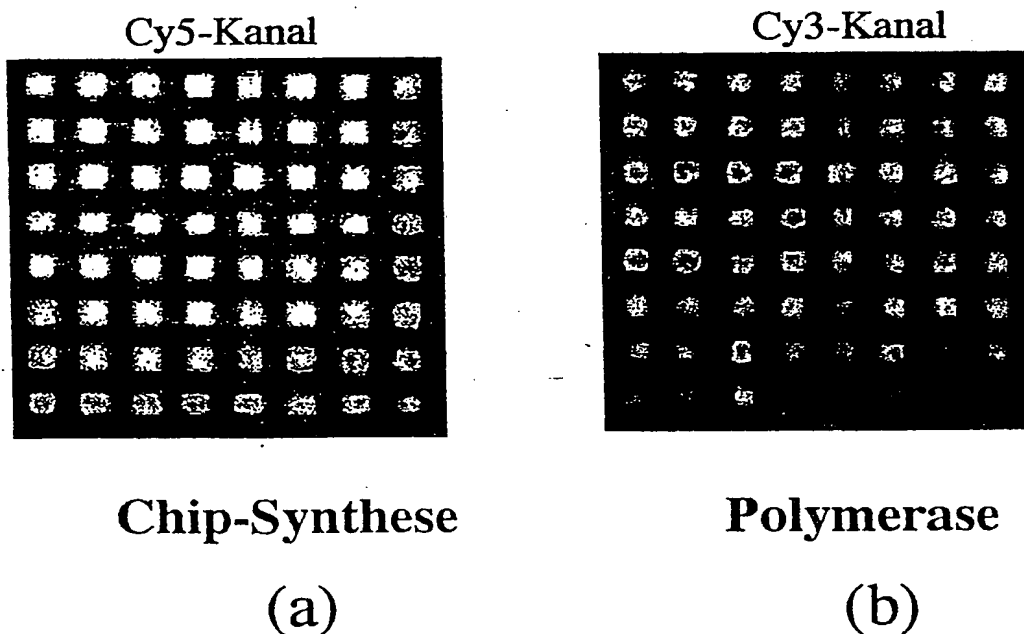 Cy5-Kanal
Cy3-Kanal
Chip-Synthese
Polymerase
(a)
(b)